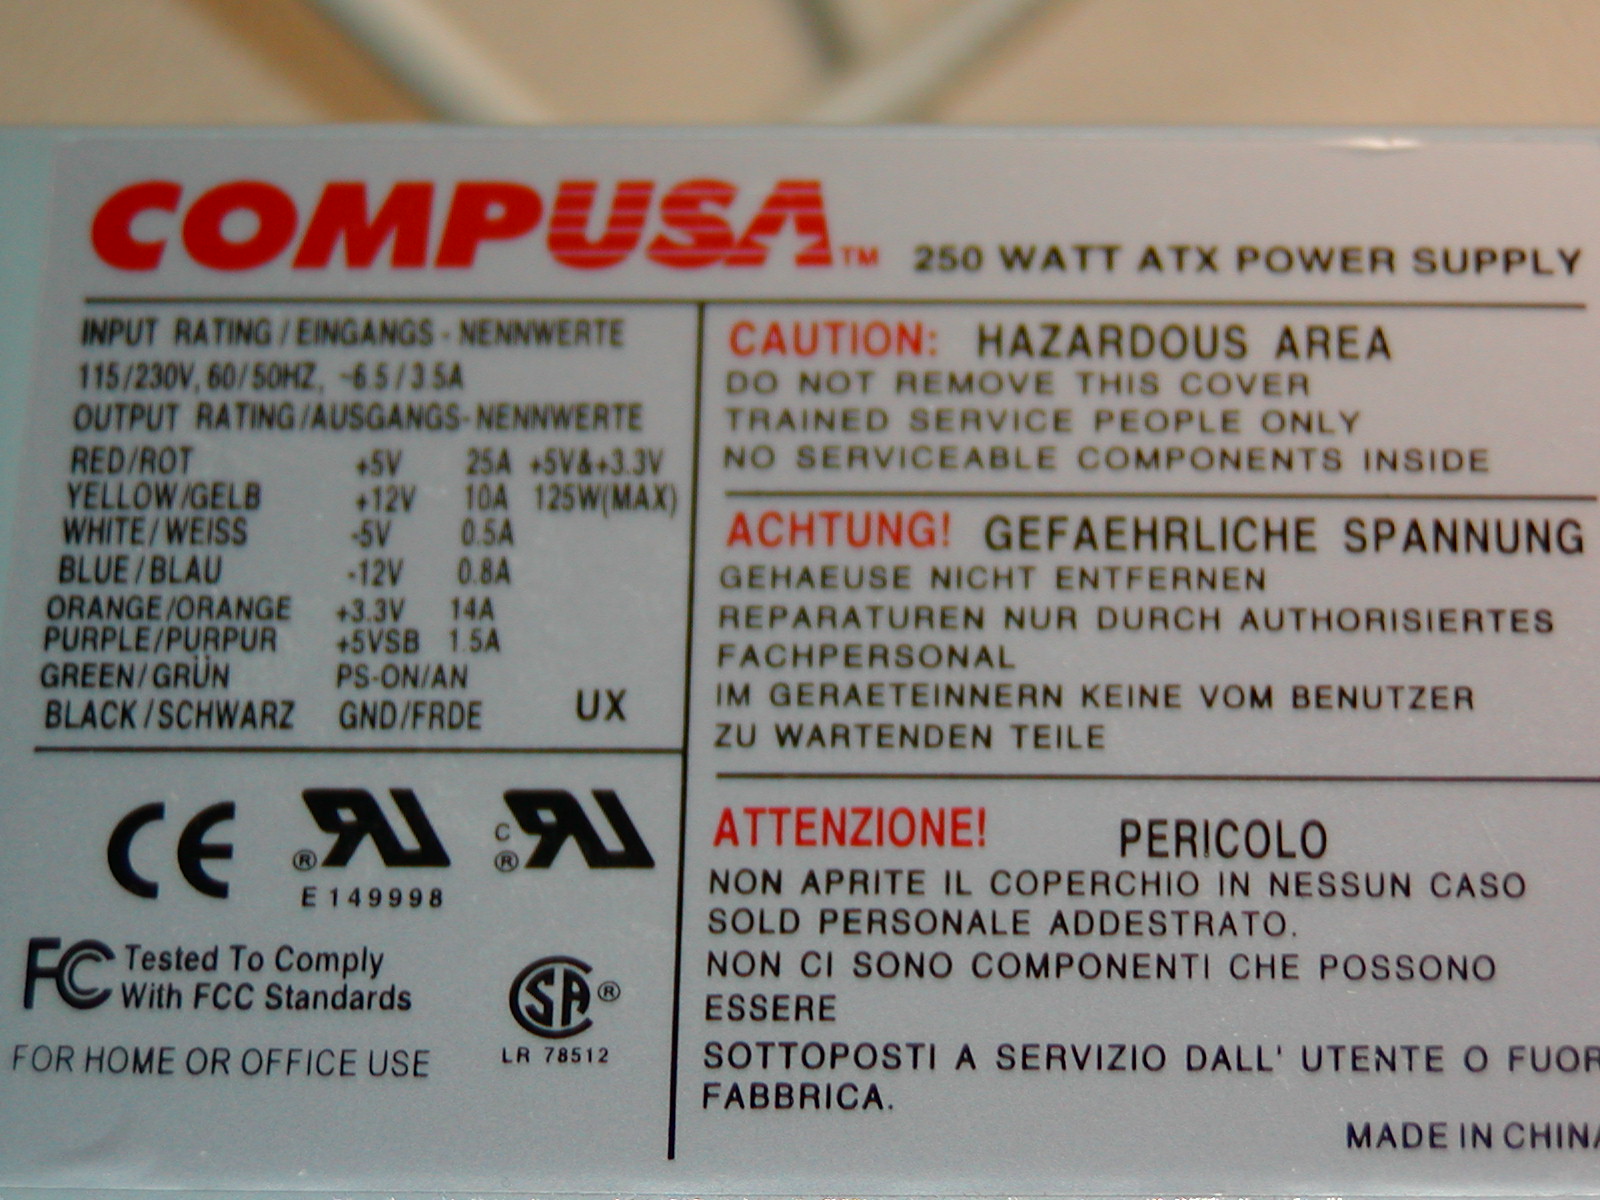 COMPUSA™ 250 WATT ATX POWER SUPPLY
INPUT RATING/EINGANGS-NENNWERTE
115/230V, 60/50HZ, ~6.5/3.5A
OUTPUT RATING/AUSGANGS-NENNWERTE
RED/ROT +5V 25A +5V&+3.3V
YELLOW/GELB +12V 10A 125W(MAX)
WHITE/WEISS -5V 0.5A
BLUE/BLAU -12V 0.8A
ORANGE/ORANGE +3.3V 14A
PURPLE/PURPUR +5VSB 1.5A
GREEN/GRÜN PS-ON/AN
BLACK/SCHWARZ GND/FRDE UX
CE ® RU C ® RU
E149998
FC Tested To Comply
With FCC Standards
SA ®
LR 78512
FOR HOME OR OFFICE USE
CAUTION: HAZARDOUS AREA
DO NOT REMOVE THIS COVER
TRAINED SERVICE PEOPLE ONLY
NO SERVICEABLE COMPONENTS INSIDE
ACHTUNG! GEFAEHRLICHE SPANNUNG
GEHAEUSE NICHT ENTFERNEN
REPARATUREN NUR DURCH AUTHORISIERTES
FACHPERSONAL
IM GERAETEINNERN KEINE VOM BENUTZER
ZU WARTENDEN TEILE
ATTENZIONE! PERICOLO
NON APRITE IL COPERCHIO IN NESSUN CASO
SOLD PERSONALE ADDESTRATO.
NON CI SONO COMPONENTI CHE POSSONO
ESSERE
SOTTOPOSTI A SERVIZIO DALL' UTENTE O FUOR
FABBRICA.
MADE IN CHINA